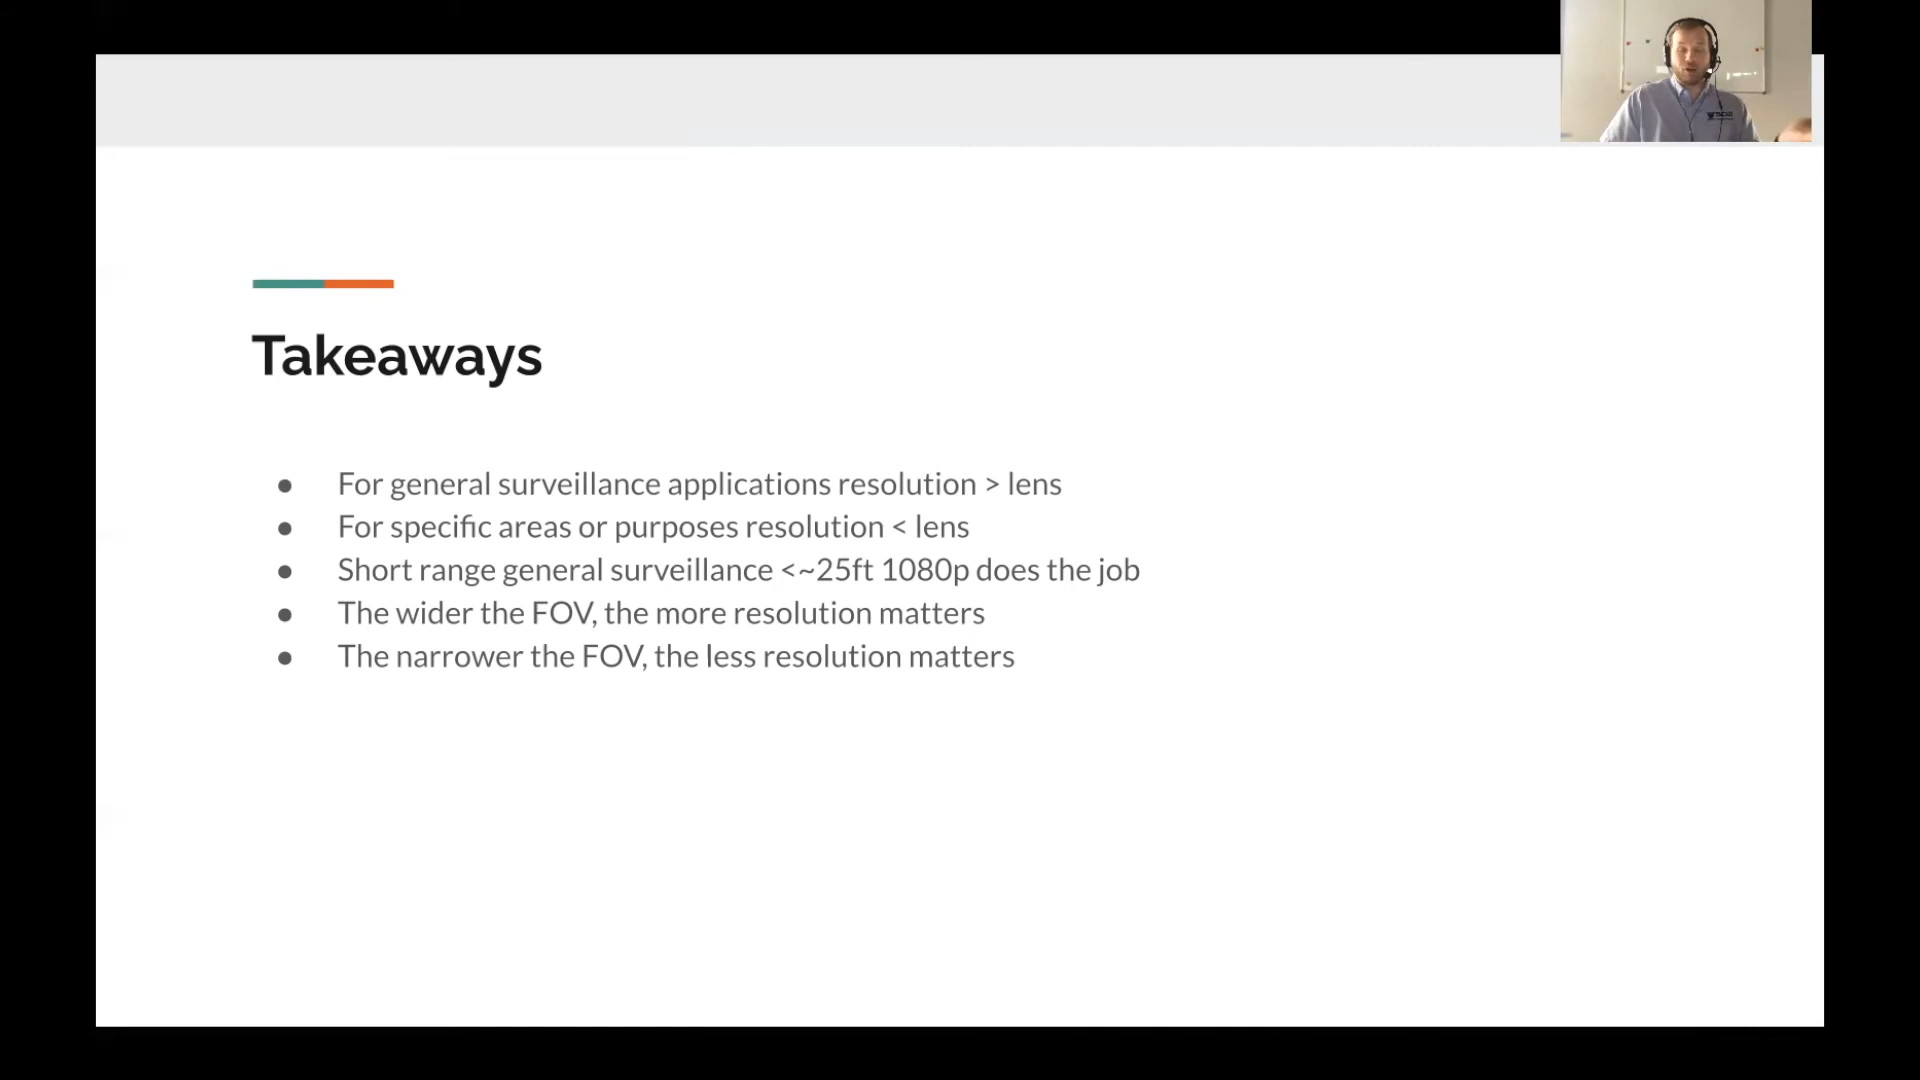 Takeaways
● For general surveillance applications resolution > lens
● For specific areas or purposes resolution < lens
● Short range general surveillance <~25ft 1080p does the job
● The wider the FOV, the more resolution matters
● The narrower the FOV, the less resolution matters